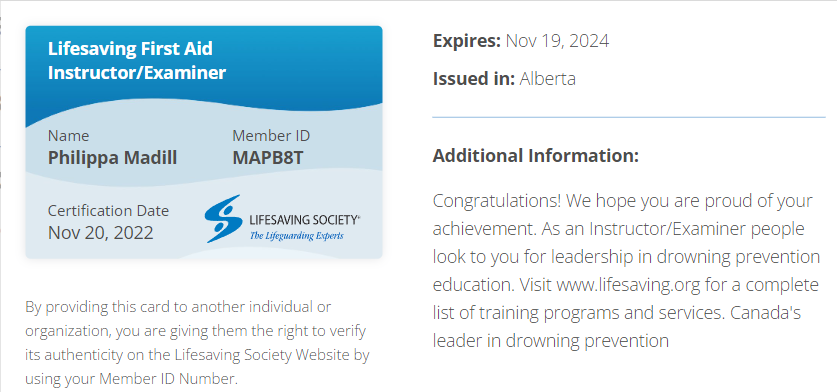 Lifesaving First Aid
Instructor/Examiner
Name
Philippa Madill
Member ID
MAPB8T
Certification Date
Nov 20, 2022
LIFESAVING SOCIETY®
The Lifeguarding Experts
By providing this card to another individual or
organization, you are giving them the right to verify
its authenticity on the Lifesaving Society Website by
using your Member ID Number.
Expires: Nov 19, 2024
Issued in: Alberta
Additional Information:
Congratulations! We hope you are proud of your
achievement. As an Instructor/Examiner people
look to you for leadership in drowning prevention
education. Visit www.lifesaving.org for a complete
list of training programs and services. Canada's
leader in drowning prevention